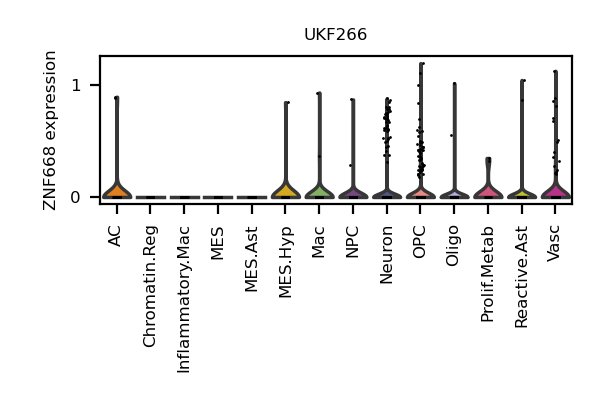 UKF266
ZNF668 expression
1
0
AC
Chromatin.Reg
Inflammatory.Mac
MES
MES.Ast
MES.Hyp
Mac
NPC
Neuron
OPC
Oligo
Prolif.Metab
Reactive.Ast
Vasc